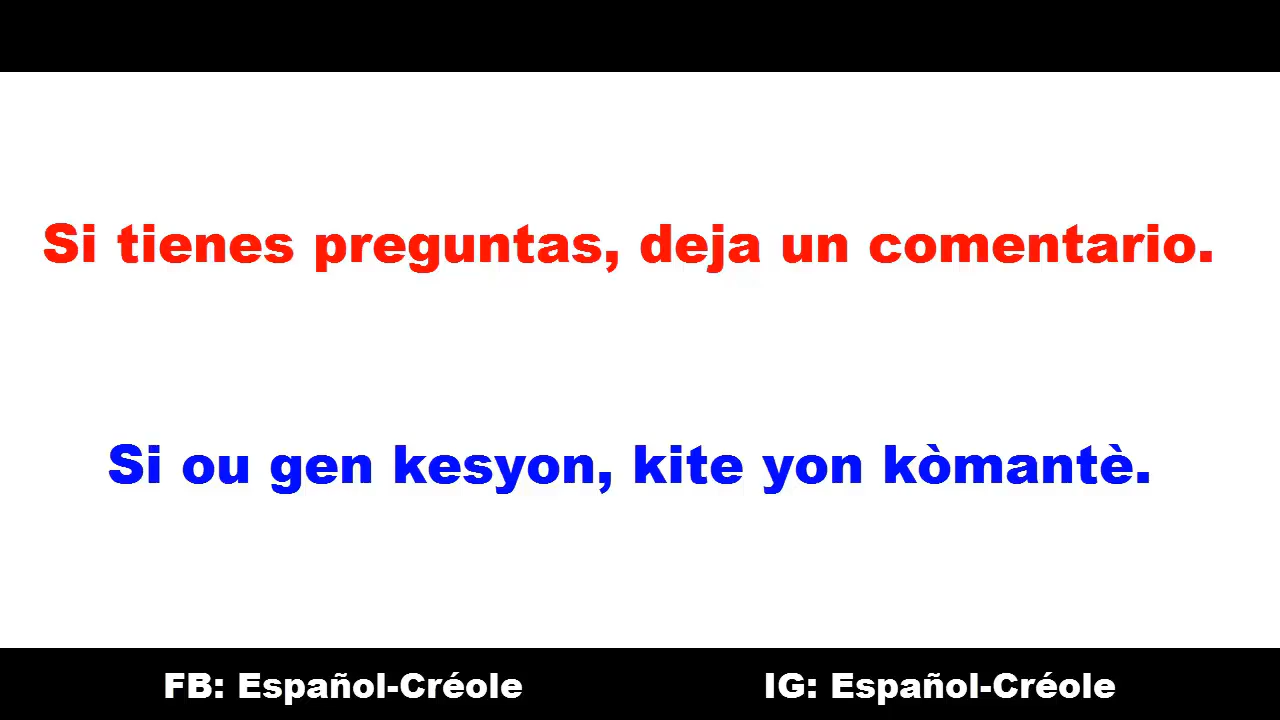 Si tienes preguntas, deja un comentario.
Si ou gen kesyon, kite yon kòmantè.
FB: Español-Créole
IG: Español-Créole